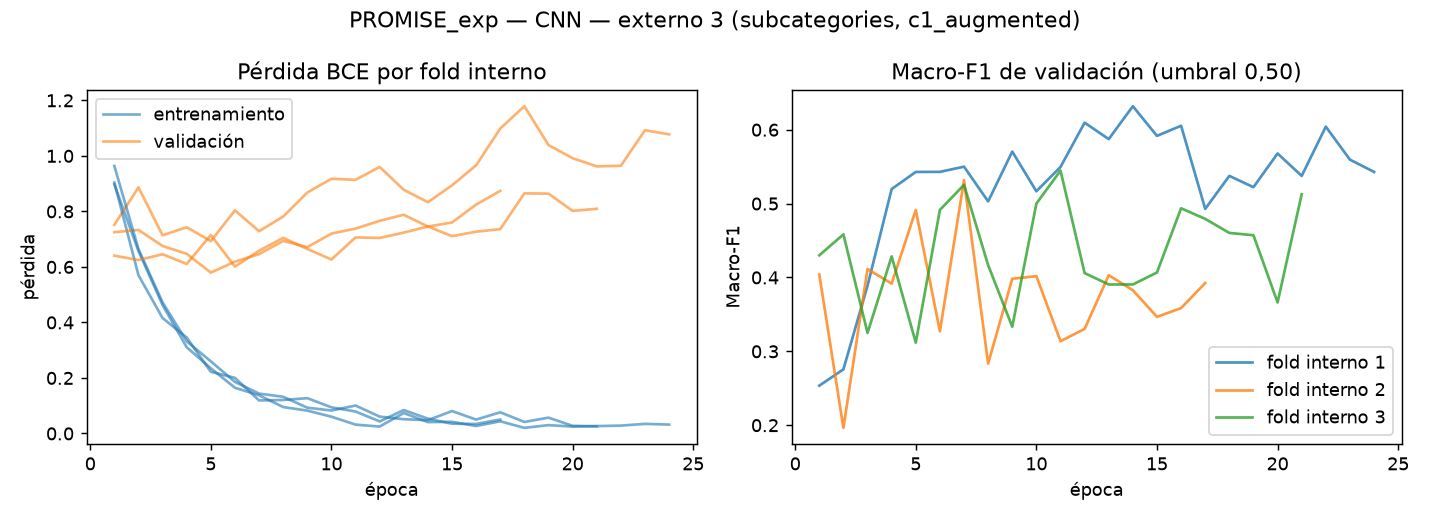 PROMISE_exp — CNN — externo 3 (subcategories, c1_augmented)
Pérdida BCE por fold interno
pérdida
1.2
1.0
0.8
0.6
0.4
0.2
0.0
entrenamiento
validación
0 5 10 15 20 25
época
Macro-F1 de validación (umbral 0,50)
Macro-F1
0.6
0.5
0.4
0.3
0.2
fold interno 1
fold interno 2
fold interno 3
0 5 10 15 20 25
época